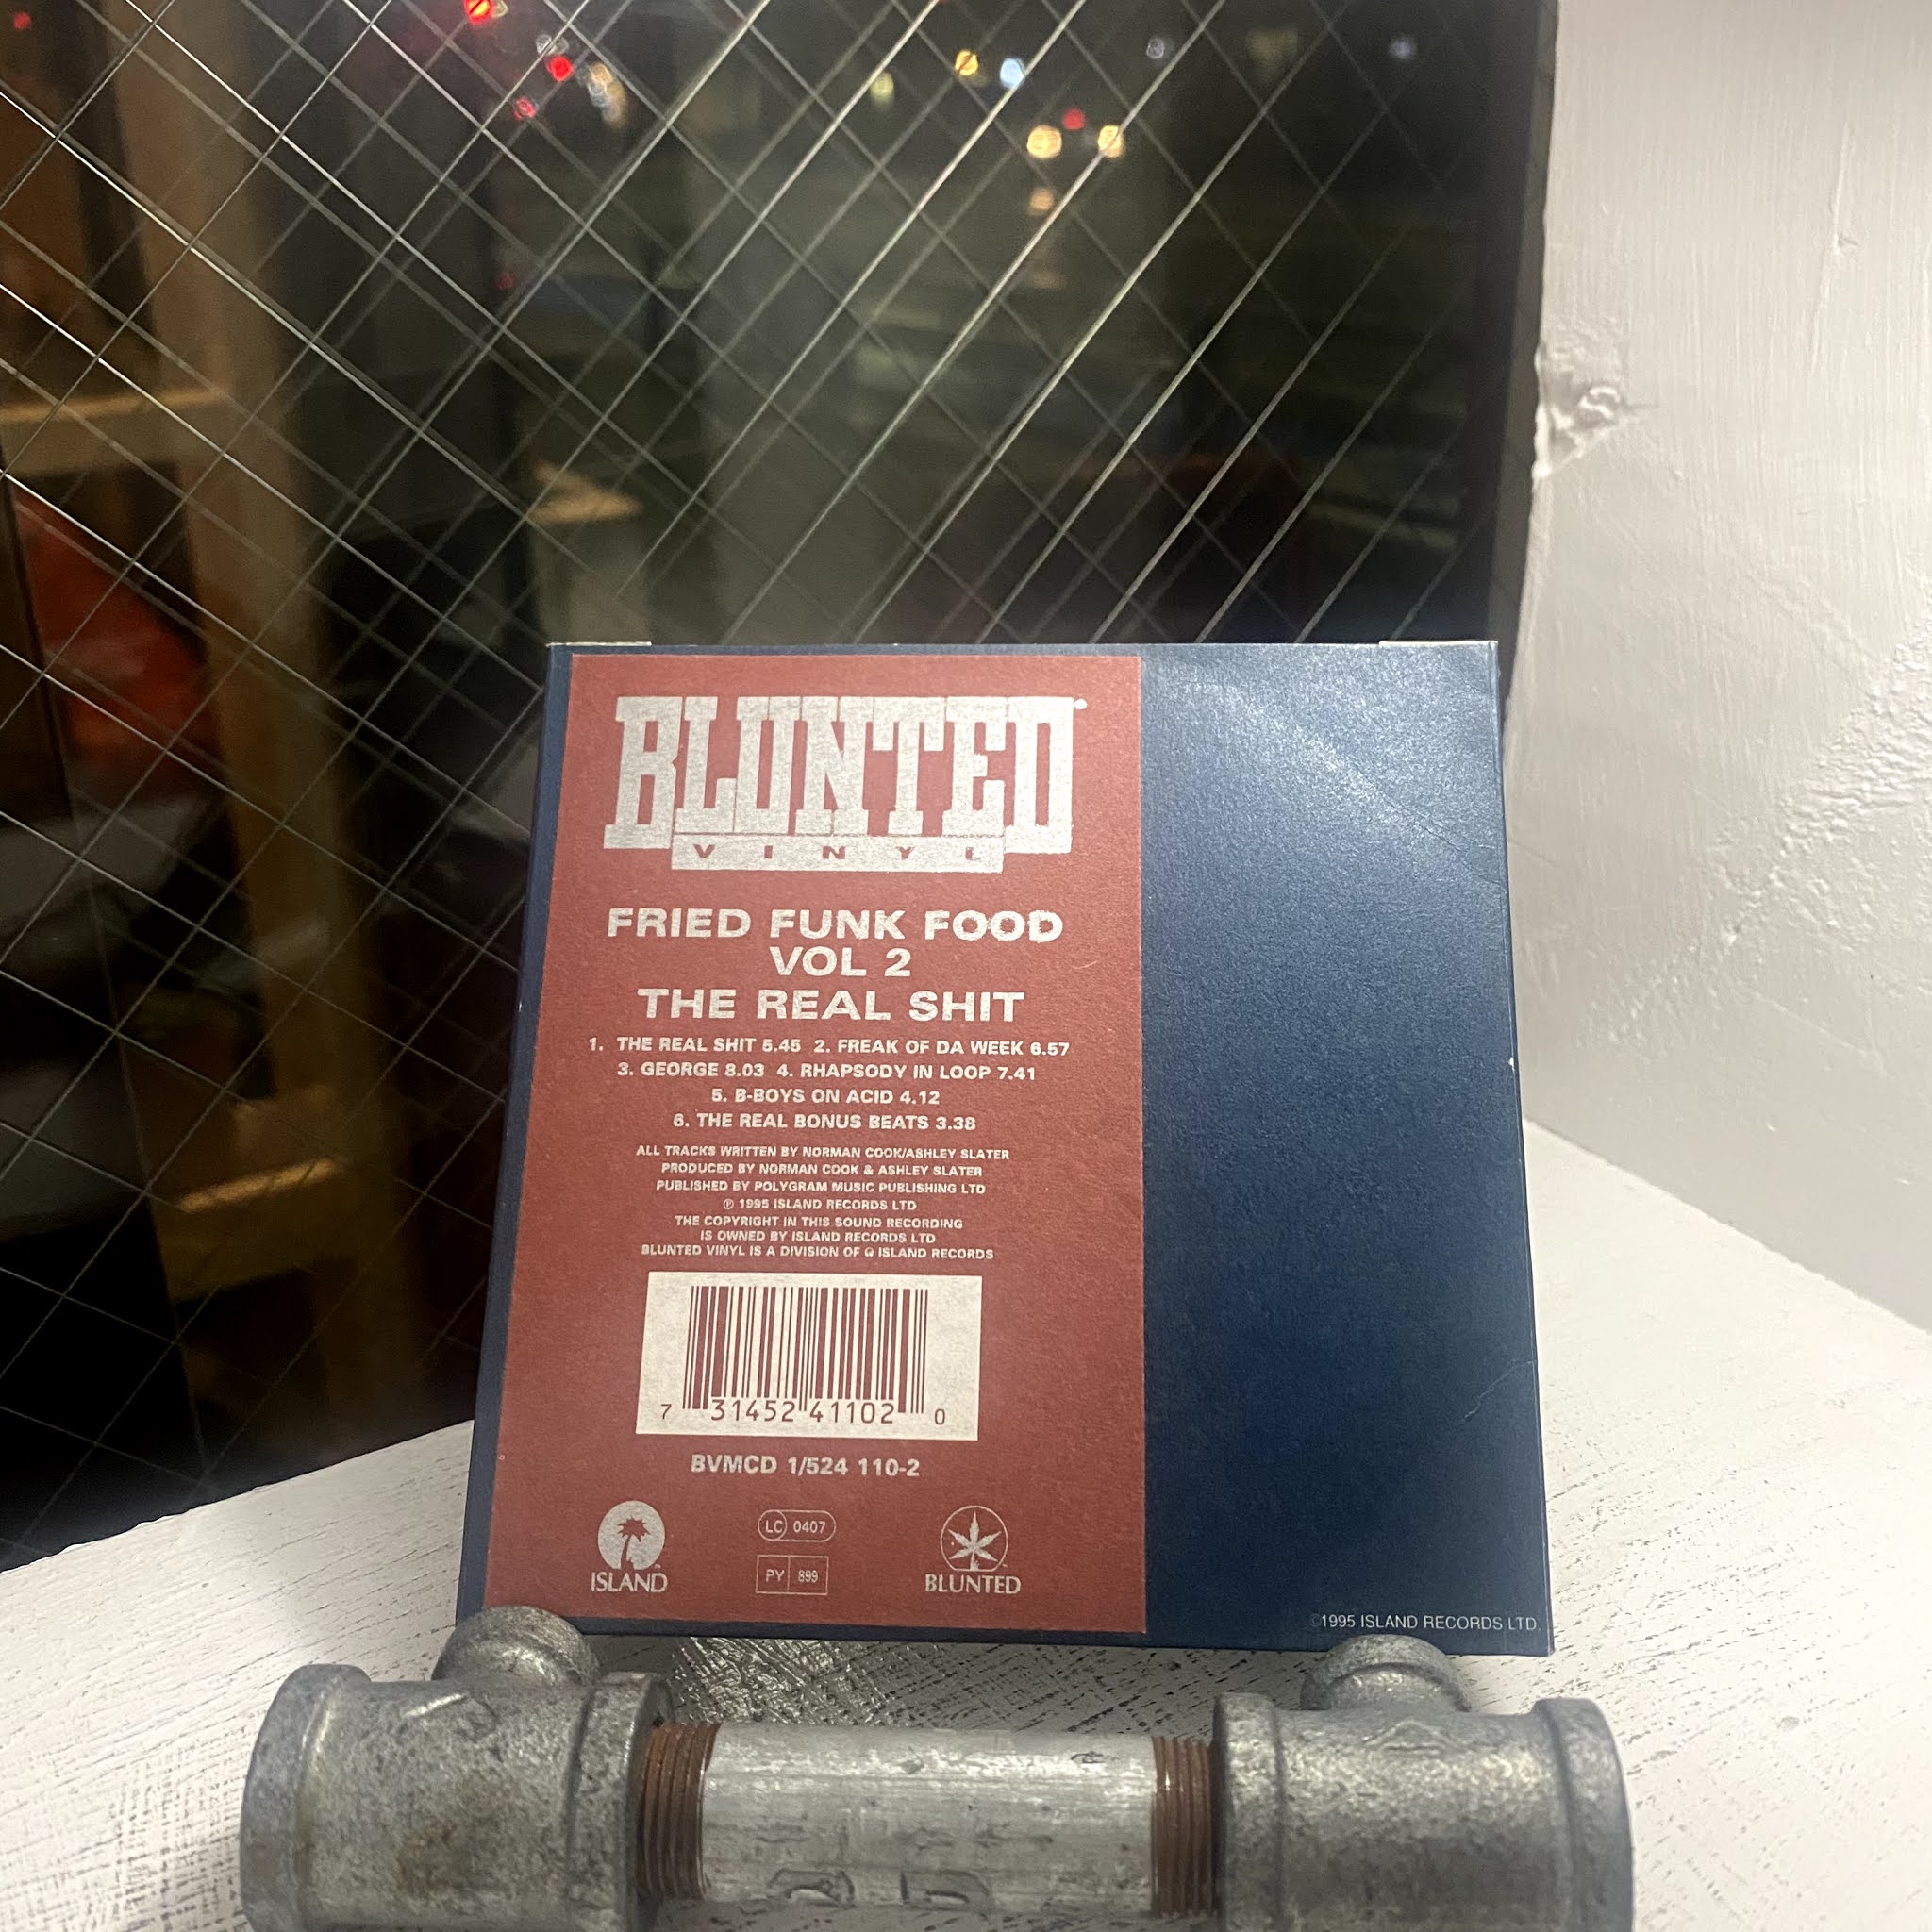 BLUNTED
VINYL
FRIED FUNK FOOD
VOL 2
THE REAL SHIT
1. THE REAL SHIT 5.45 2. FREAK OF DA WEEK 6.57
3. GEORGE 8.03 4. RHAPSODY IN LOOP 7.41
5. B-BOYS ON ACID 4.12
6. THE REAL BONUS BEATS 3.38
ALL TRACKS WRITTEN BY NORMAN COOK/ASHLEY SLATER
PRODUCED BY NORMAN COOK & ASHLEY SLATER
PUBLISHED BY POLYGRAM MUSIC PUBLISHING LTD
℗ 1995 ISLAND RECORDS LTD
THE COPYRIGHT IN THIS SOUND RECORDING
IS OWNED BY ISLAND RECORDS LTD
BLUNTED VINYL IS A DIVISION OF ISLAND RECORDS
7 31452 41102 0
BVMCD 1/524 110-2
LC 0407
PY 899
ISLAND
BLUNTED
©1995 ISLAND RECORDS LTD.